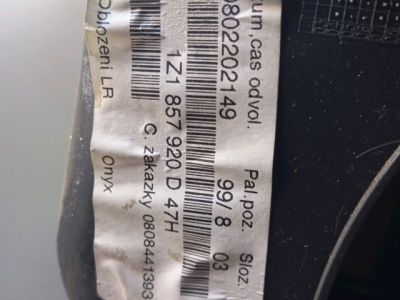 um,cas odvol. Pal.poz. Sloz
0802202149 99/ 8 03
1Z1 857 920 D 47H
C. zakazky 0808441393
Oblozeni LR onyx